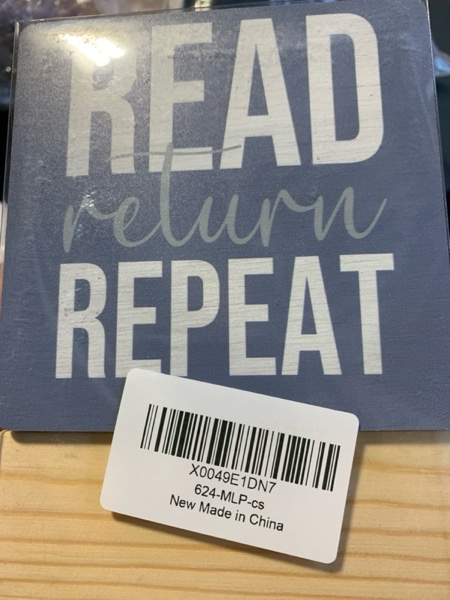 READ
return
REPEAT
X0049E1DN7
624-MLP-cs
New Made in China